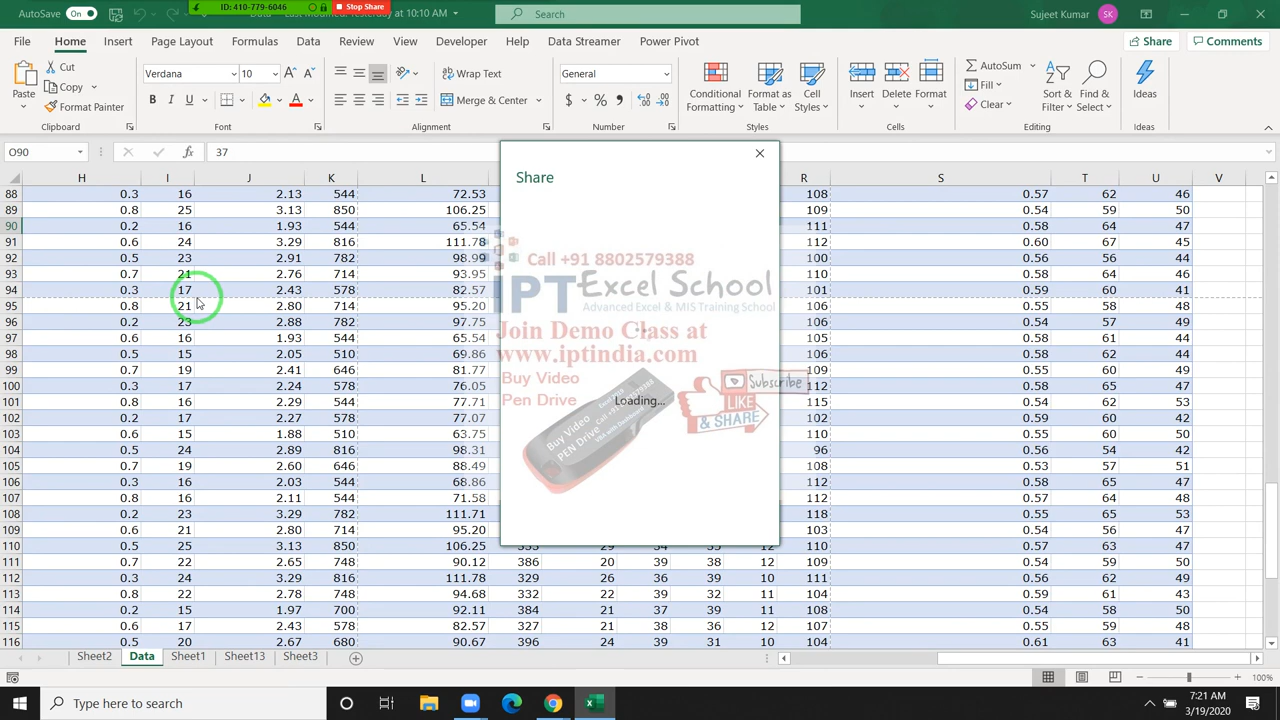 AutoSave On Data - Last Modified: Yesterday at 10:10 AM Search Sujeet Kumar SK
ID: 410-779-6046 Stop Share
File Home Insert Page Layout Formulas Data Review View Developer Help Data Streamer Power Pivot Share Comments
Paste Cut Copy Format Painter Clipboard
Verdana 10 B I U Font
Wrap Text Merge & Center Alignment
General $ % Number
Conditional Formatting Format as Table Cell Styles Styles
Insert Delete Format Cells
AutoSum Fill Clear Sort & Filter Find & Select Editing
Ideas Ideas
O90 fx 37
H I J K L R S T U V
88 0.3 16 2.13 544 72.53 108 0.57 62 46
89 0.8 25 3.13 850 106.25 109 0.54 59 50
90 0.2 16 1.93 544 65.54 111 0.58 64 47
91 0.6 24 3.29 816 111.78 112 0.60 67 45
92 0.5 23 2.91 782 98.99 100 0.56 56 44
93 0.7 21 2.76 714 93.95 110 0.58 64 46
94 0.3 17 2.43 578 82.57 101 0.59 60 41
95 0.8 21 2.80 714 95.20 106 0.55 58 48
96 0.2 23 2.88 782 97.75 106 0.54 57 49
97 0.6 16 1.93 544 65.54 105 0.58 61 44
98 0.5 15 2.05 510 69.86 106 0.58 62 44
99 0.7 19 2.41 646 81.77 102 0.59 60 42
100 0.3 17 2.24 578 76.05 112 0.58 65 47
101 0.8 16 2.29 544 77.71 115 0.54 62 53
102 0.2 17 2.27 578 77.07 102 0.59 60 42
103 0.6 15 1.88 510 63.75 110 0.55 60 50
104 0.5 24 2.89 816 98.31 96 0.56 54 42
105 0.7 19 2.60 646 88.49 108 0.53 57 51
106 0.3 16 2.03 544 68.86 112 0.58 65 47
107 0.8 16 2.11 544 71.58 112 0.57 64 48
108 0.2 23 3.29 782 111.71 118 0.55 65 53
109 0.6 21 2.80 714 95.20 103 0.54 56 47
110 0.5 25 3.13 850 106.25 29 34 12 110 0.57 63 47
111 0.7 22 2.65 748 90.12 386 20 39 38 12 109 0.55 60 49
112 0.3 24 3.29 816 111.78 329 26 36 39 10 111 0.56 62 49
113 0.8 22 2.78 748 94.68 332 22 39 39 11 104 0.59 61 43
114 0.2 15 1.97 700 92.11 384 21 37 39 11 108 0.54 58 50
115 0.6 17 2.43 578 82.57 327 21 38 36 12 107 0.55 59 48
116 0.5 20 2.67 680 90.67 396 24 39 31 10 104 0.61 63 41
Share
Call +91 8802579388
iPT Excel School
Advanced Excel & MIS Training School
Join Demo Class at
www.iptindia.com
Buy Video
Pen Drive
Loading...
Buy Video
PEN Drive
Subscribe
LIKE
& SHARE
Sheet2 Data Sheet1 Sheet13 Sheet3
100%
Type here to search
7:21 AM
3/19/2020